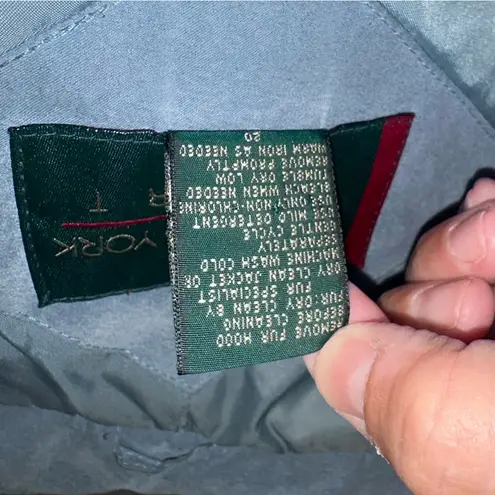 REMOVE FUR HOOD
BEFORE CLEANING
FUR: DRY CLEAN BY
FUR SPECIALIST
DRY CLEAN JACKET OR
MACHINE WASH COLD
SEPARATELY
GENTLE CYCLE
USE MILD DETERGENT
USE ONLY NON-CHLORINE
BLEACH WHEN NEEDED
TUMBLE DRY LOW
REMOVE PROMPTLY
WARM IRON AS NEEDED
20
R
T
YORK